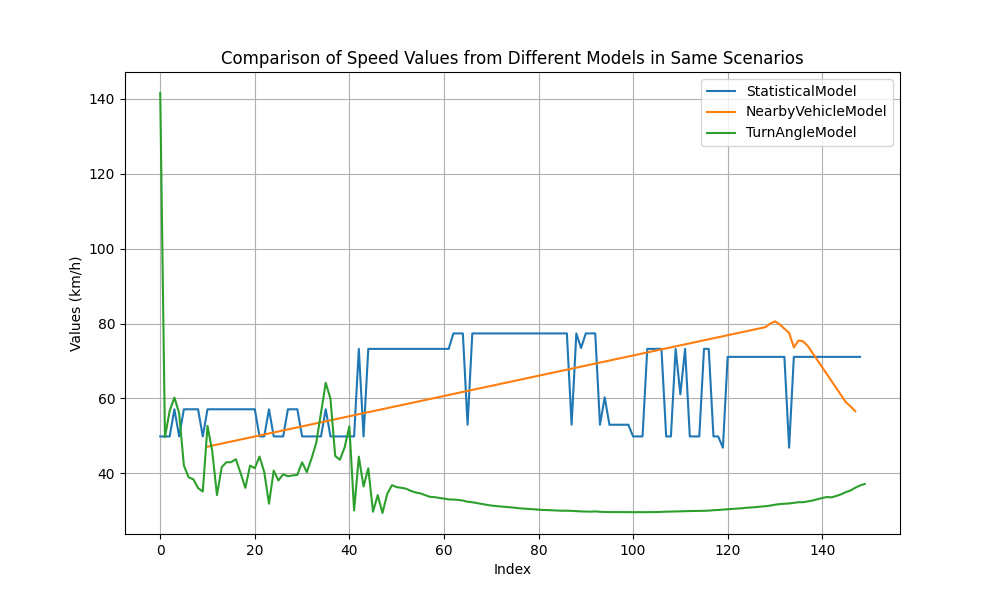 Comparison of Speed Values from Different Models in Same Scenarios
StatisticalModel
NearbyVehicleModel
TurnAngleModel
Values (km/h)
140
120
100
80
60
40
0 20 40 60 80 100 120 140
Index